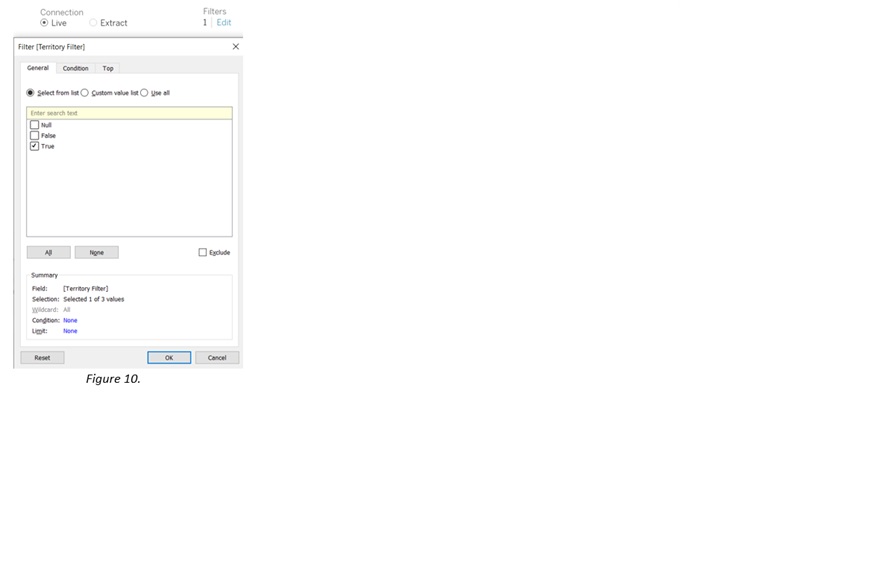 Connection Filters
Live Extract 1 | Edit
Filter [Territory Filter]
General Condition Top
Select from list Custom value list Use all
Enter search text
Null
False
True
All None Exclude
Summary
Field: [Territory Filter]
Selection: Selected 1 of 3 values
Wildcard: All
Condition: None
Limit: None
Reset OK Cancel
Figure 10.